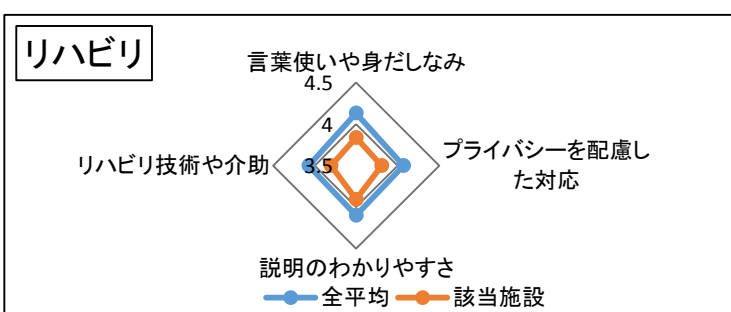 リハビリ
言葉使いや身だしなみ
4.5
4
3.5
プライバシーを配慮し
た対応
リハビリ技術や介助
説明のわかりやすさ
全平均 該当施設